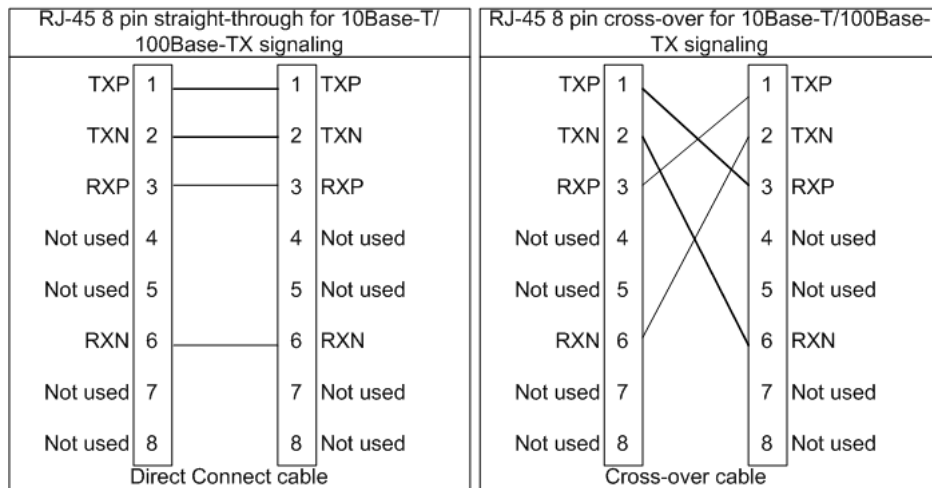 RJ-45 8 pin straight-through for 10Base-T/
100Base-TX signaling
TXP 1 1 TXP
TXN 2 2 TXN
RXP 3 3 RXP
Not used 4 4 Not used
Not used 5 5 Not used
RXN 6 6 RXN
Not used 7 7 Not used
Not used 8 8 Not used
Direct Connect cable
RJ-45 8 pin cross-over for 10Base-T/100Base-
TX signaling
TXP 1 1 TXP
TXN 2 2 TXN
RXP 3 3 RXP
Not used 4 4 Not used
Not used 5 5 Not used
RXN 6 6 RXN
Not used 7 7 Not used
Not used 8 8 Not used
Cross-over cable